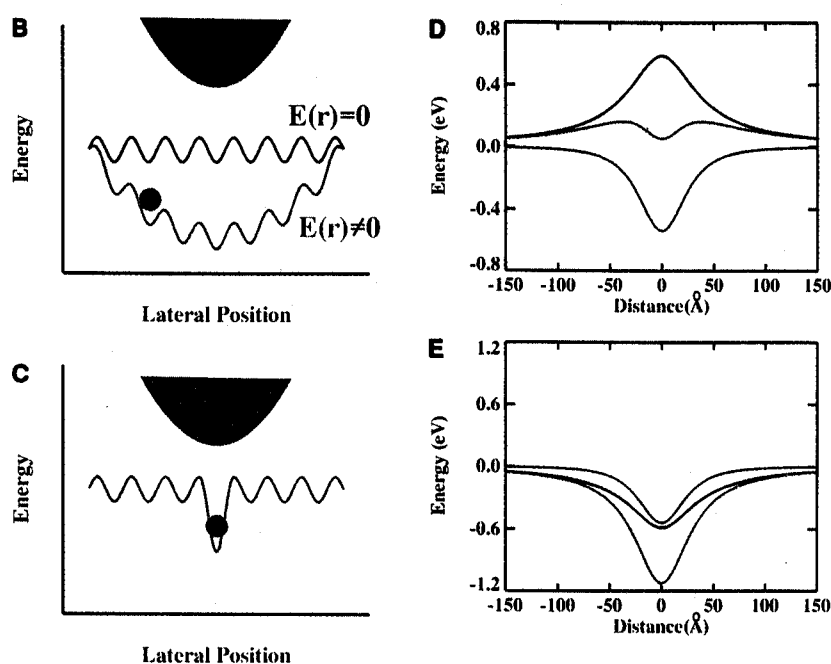 B
Energy
E(r)=0
E(r)≠0
Lateral Position
C
Energy
Lateral Position
D
Energy (eV)
0.8
0.4
0.0
-0.4
-0.8
-150 -100 -50 0 50 100 150
Distance(Å)
E
Energy (eV)
1.2
0.6
0.0
-0.6
-1.2
-150 -100 -50 0 50 100 150
Distance(Å)